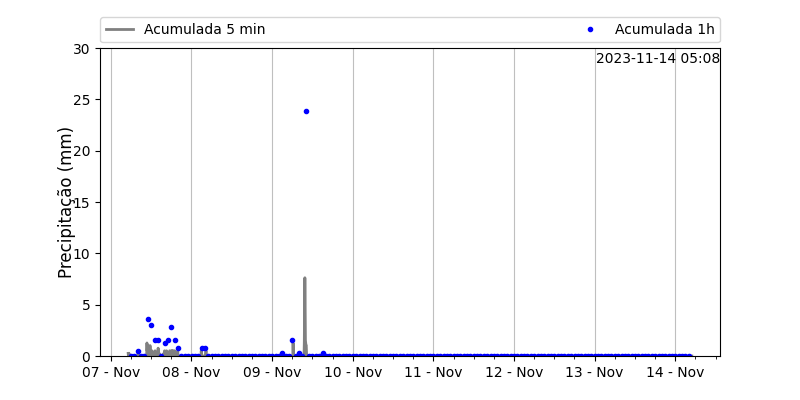 Acumulada 5 min
Acumulada 1h
2023-11-14 05:08
Precipitação (mm)
30
25
20
15
10
5
0
07 - Nov
08 - Nov
09 - Nov
10 - Nov
11 - Nov
12 - Nov
13 - Nov
14 - Nov